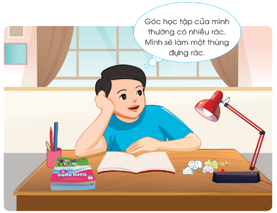 Góc học tập của mình
thường có nhiều rác.
Mình sẽ làm một thùng
đựng rác.